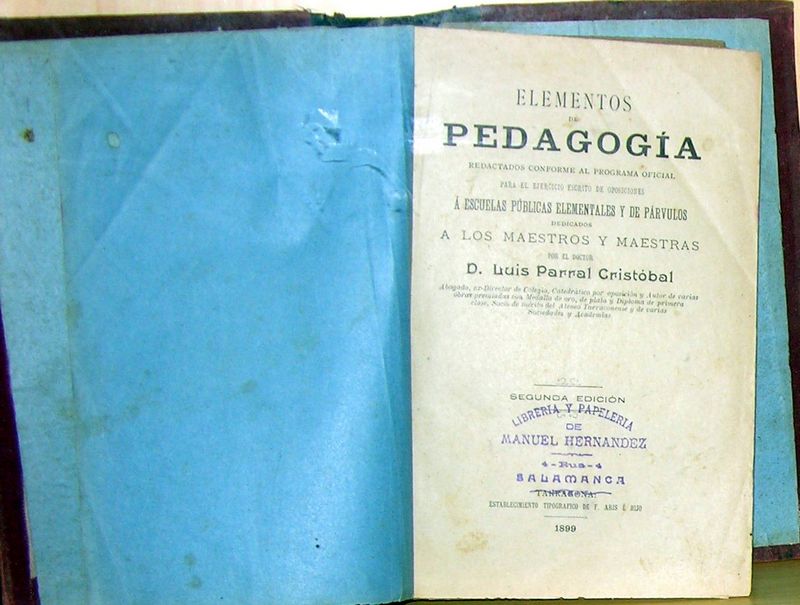 ELEMENTOS
DE
PEDAGOGÍA
REDACTADOS CONFORME AL PROGRAMA OFICIAL
PARA EL EJERCICIO ESCRITO DE OPOSICIONES
Á ESCUELAS PÚBLICAS ELEMENTALES Y DE PÁRVULOS
DEDICADOS
A LOS MAESTROS Y MAESTRAS
POR EL DOCTOR
D. Luis Parral Cristóbal
Abogado, ex-Director de Colegio, Catedrático por oposición y Autor de varias
obras premiadas con Medalla de oro, de plata y Diploma de primera
clase, Socio de mérito del Ateneo Tarraconense y de varias
Sociedades y Academias
SEGUNDA EDICIÓN
LIBRERIA Y PAPELERIA
DE
MANUEL HERNANDEZ
4-Rua-4
SALAMANCA
TARRAGONA:
ESTABLECIMIENTO TIPOGRAFICO DE F. ARIS É HIJO
1899